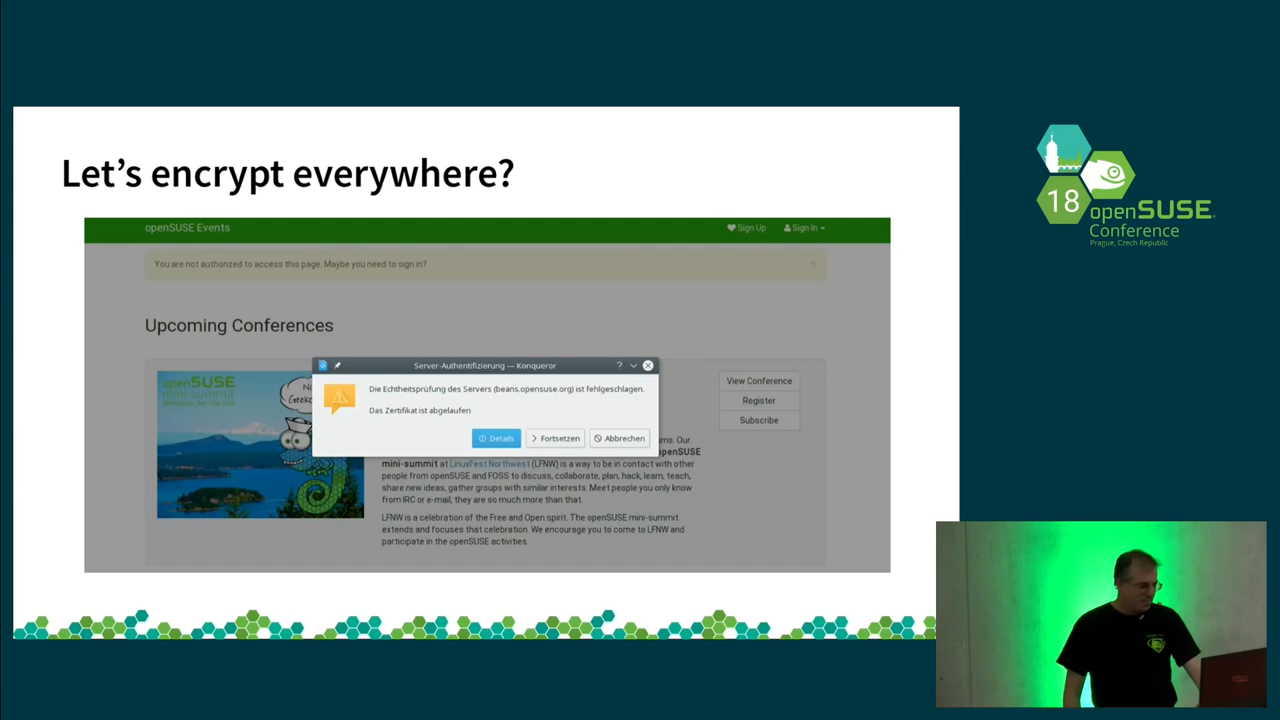 Let's encrypt everywhere?
openSUSE Events
Sign Up
Sign In
You are not authorized to access this page. Maybe you need to sign in?
Upcoming Conferences
openSUSE
mini-summit
Server-Authentifizierung — Konqueror
Die Echtheitsprüfung des Servers (beans.opensuse.org) ist fehlgeschlagen.
Das Zertifikat ist abgelaufen
Details
Fortsetzen
Abbrechen
View Conference
Register
Subscribe
ms. Our
mini-summit at LinuxFest Northwest (LFNW) is a way to be in contact with other
people from openSUSE and FOSS to discuss, collaborate, plan, hack, learn, teach,
share new ideas, gather groups with similar interests. Meet people you only know
from IRC or e-mail, they are so much more than that.
LFNW is a celebration of the Free and Open spirit. The openSUSE mini-summit
extends and focuses that celebration. We encourage you to come to LFNW and
participate in the openSUSE activities.
18
openSUSE
Conference
Prague, Czech Republic